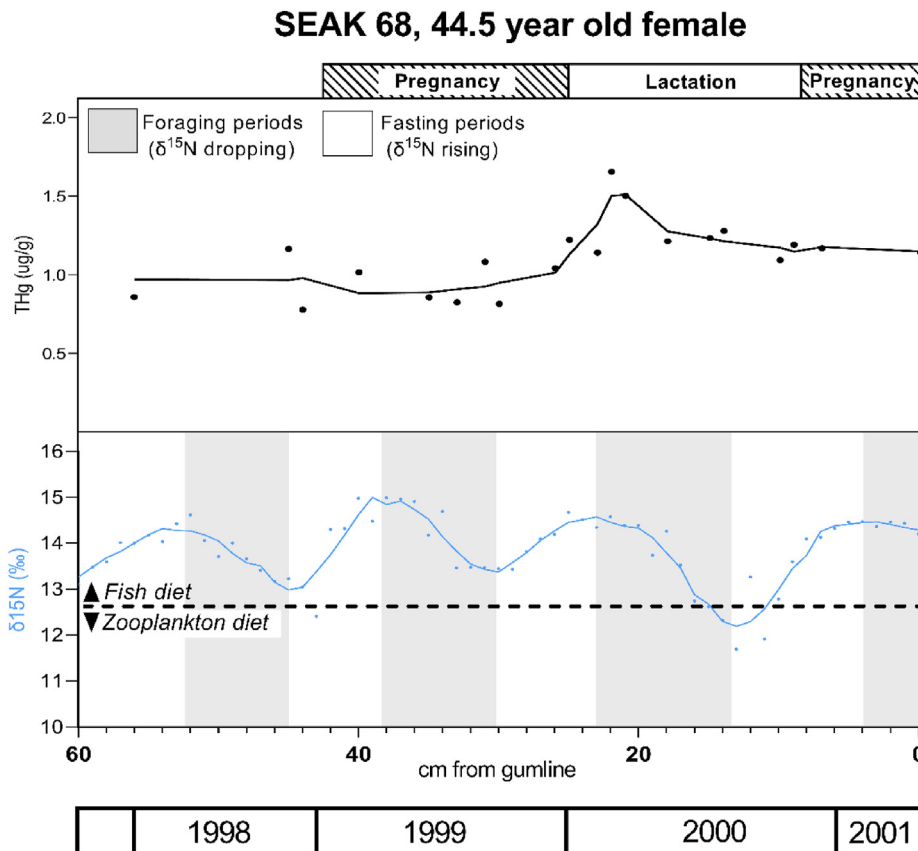 SEAK 68, 44.5 year old female
Pregnancy Lactation Pregnancy
Foraging periods
(δ¹⁵N dropping)
Fasting periods
(δ¹⁵N rising)
2.0
1.5
1.0
0.5
THg (ug/g)
16
15
14
13
12
11
10
δ15N (‰)
Fish diet
Zooplankton diet
60 40 20 0
cm from gumline
1998 1999 2000 2001